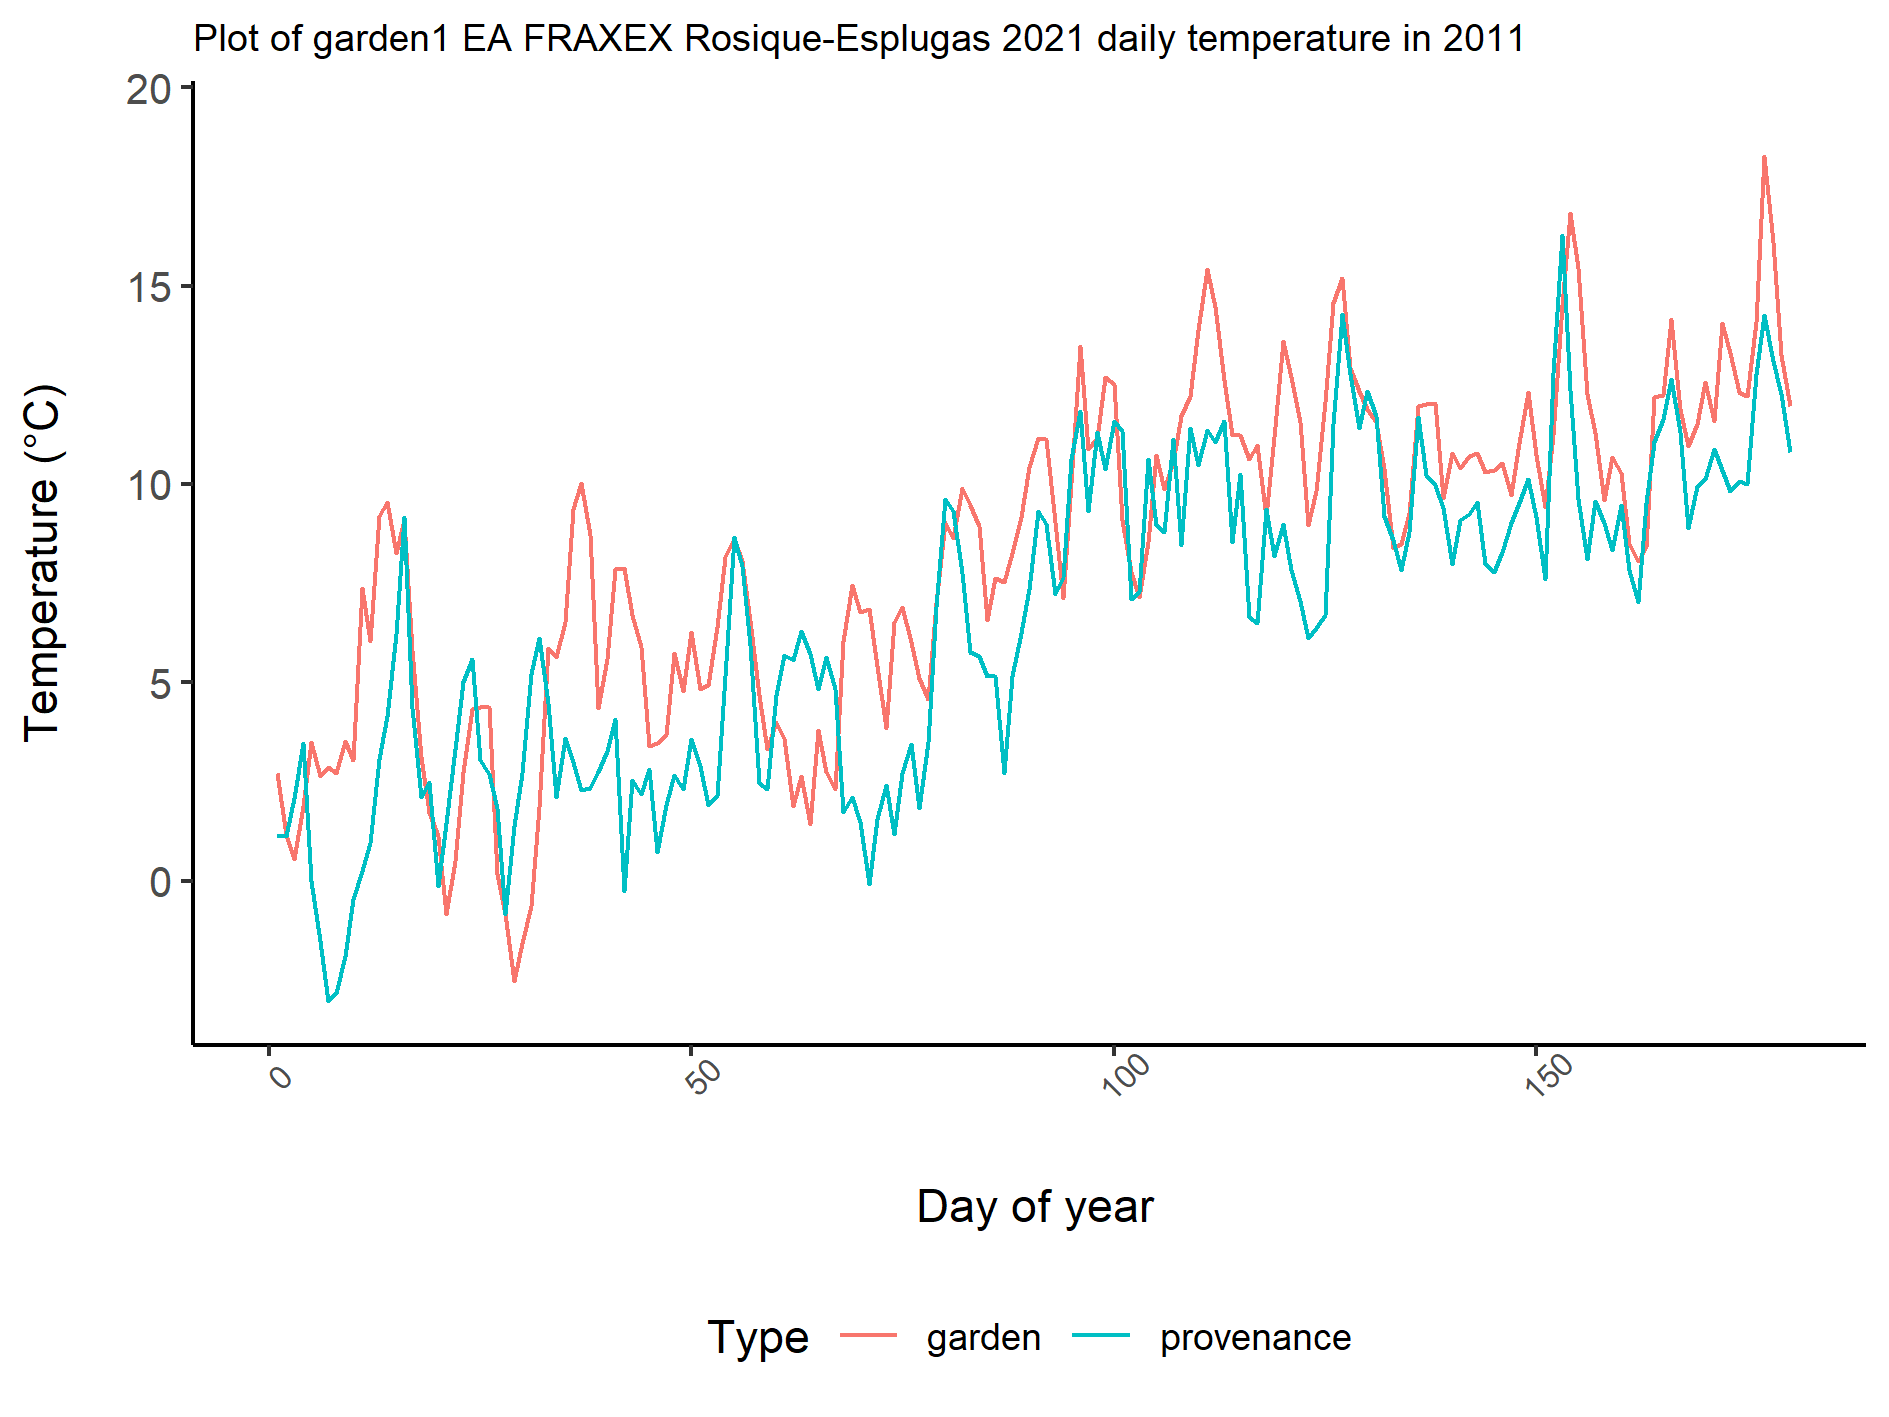 Plot of garden1 EA FRAXEX Rosique-Esplugas 2021 daily temperature in 2011
20
15
10
5
0
Temperature (°C)
0
50
100
150
Day of year
Type garden provenance